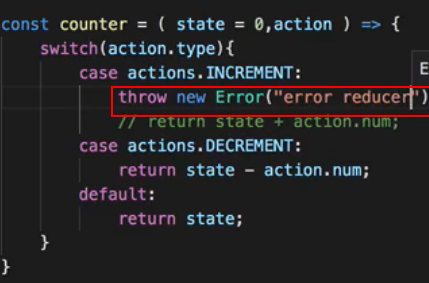 const counter = ( state = 0,action ) => {
switch(action.type){
case actions.INCREMENT:
throw new Error("error reducer")
// return state + action.num;
case actions.DECREMENT:
return state - action.num;
default:
return state;
}
}
E